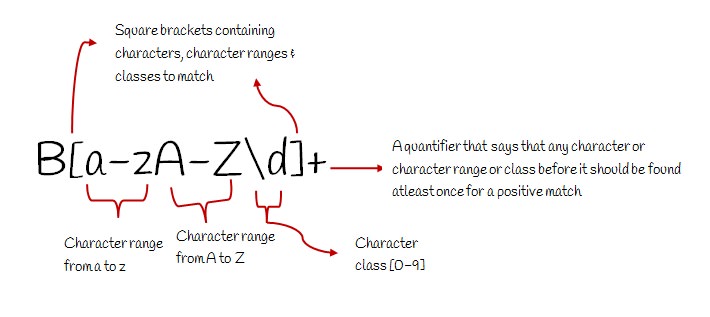 Square brackets containing
characters, character ranges &
classes to match
B[a-zA-Z\d]+
A quantifier that says that any character or
character range or class before it should be found
atleast once for a positive match
Character range
from a to z
Character range
from A to Z
Character
class [0-9]